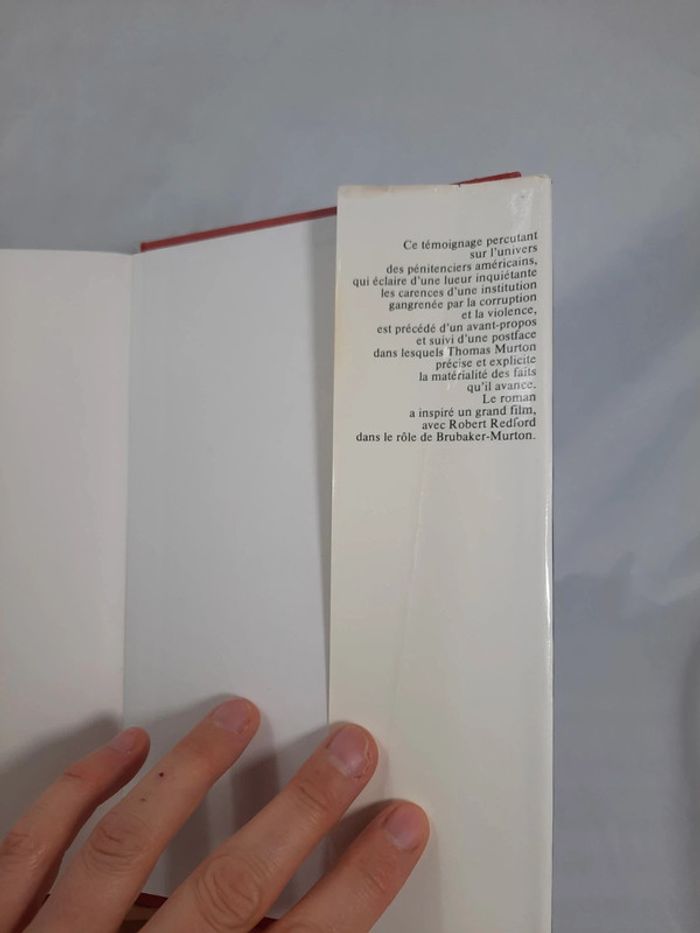 Ce témoignage percutant
sur l'univers
des pénitenciers américains,
qui éclaire d'une lueur inquiétante
les carences d'une institution
gangrenée par la corruption
et la violence,
est précédé d'un avant-propos
et suivi d'une postface
dans lesquels Thomas Murton
précise et explicite
la matérialité des faits
qu'il avance.
Le roman
a inspiré un grand film,
avec Robert Redford
dans le rôle de Brubaker-Murton.